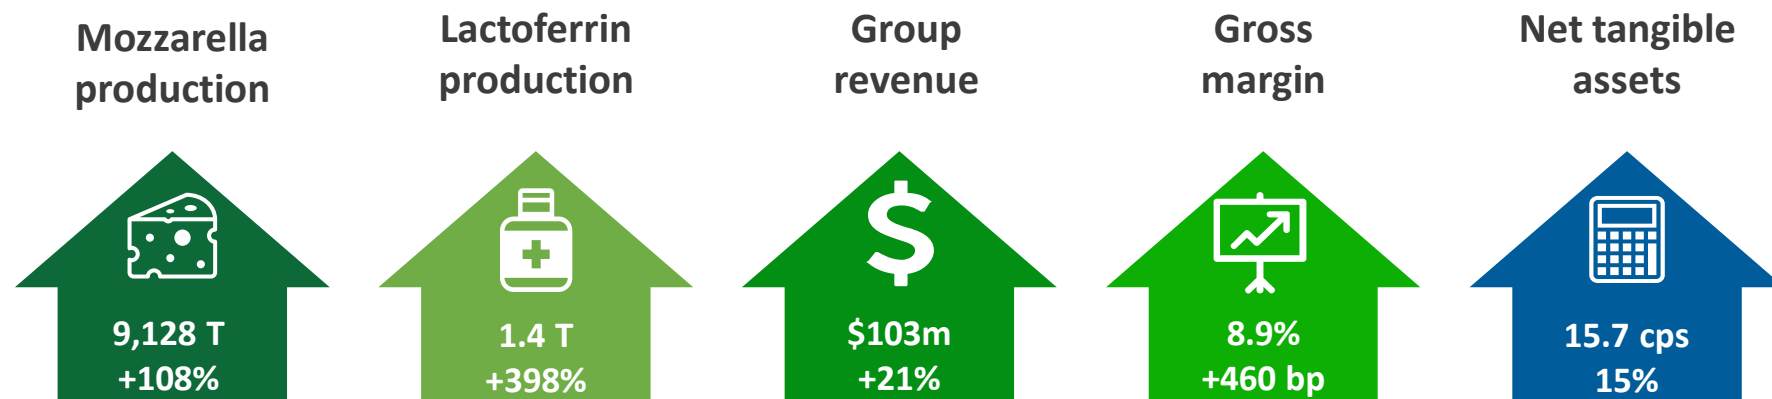 Mozzarella
production
9,128 T
+108%
Lactoferrin
production
1.4 T
+398%
Group
revenue
$
$103m
+21%
Gross
margin
8.9%
+460 bp
Net tangible
assets
15.7 cps
15%